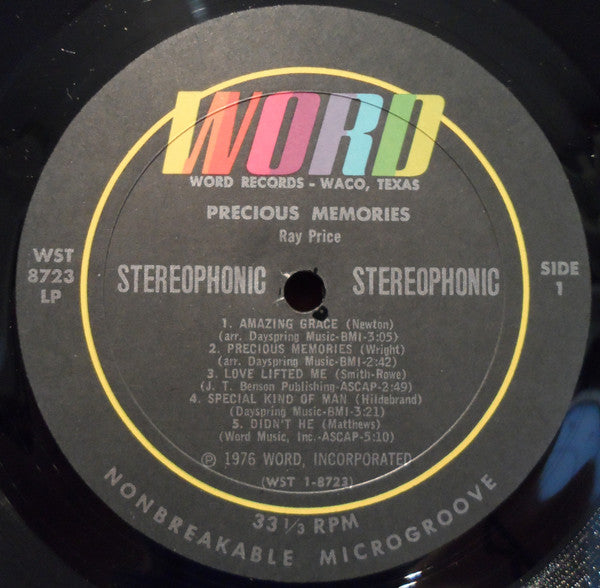 WORD
WORD RECORDS - WACO, TEXAS
PRECIOUS MEMORIES
Ray Price
WST
8723
LP
STEREOPHONIC STEREOPHONIC
SIDE
1
1. AMAZING GRACE (Newton)
(arr. Dayspring Music-BMI-3:05)
2. PRECIOUS MEMORIES (Wright)
(arr. Dayspring Music-BMI-2:42)
3. LOVE LIFTED ME (Smith-Rowe)
(J. T. Benson Publishing-ASCAP-2:49)
4. SPECIAL KIND OF MAN (Hildebrand)
(Dayspring Music-BMI-3:21)
5. DIDN'T HE (Matthews)
(Word Music, Inc.-ASCAP-5:10)
Ⓟ 1976 WORD, INCORPORATED
(WST 1-8723)
33 1/3 RPM
NONBREAKABLE MICROGROOVE